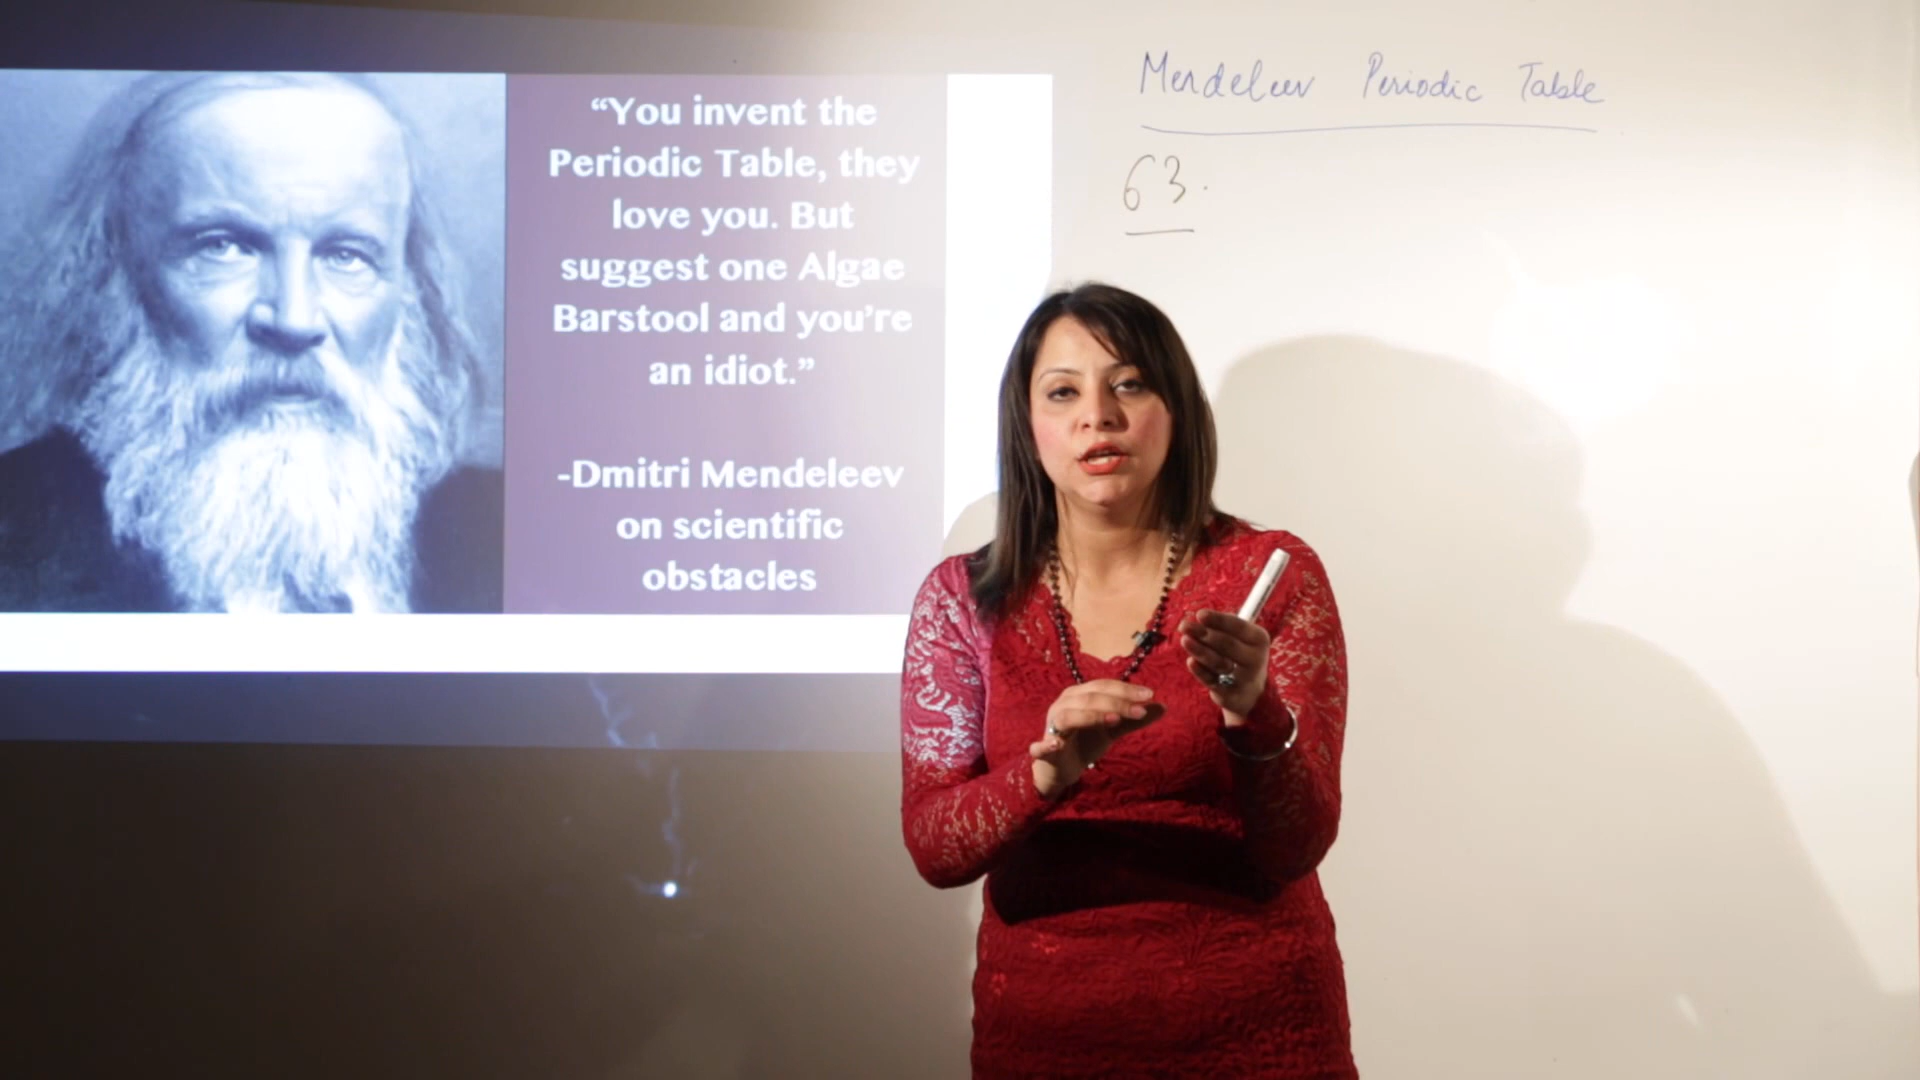 “You invent the
Periodic Table, they
love you. But
suggest one Algae
Barstool and you’re
an idiot.”
-Dmitri Mendeleev
on scientific
obstacles
Mendeleev Periodic Table
63.